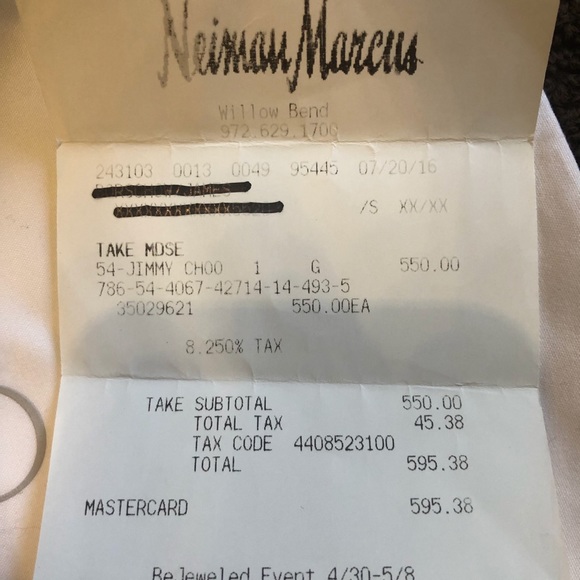 Neiman Marcus
Willow Bend
972.629.1700
243103 0013 0049 95445 07/20/16
/S XX/XX
TAKE MDSE
54-JIMMY CHOO 1 G 550.00
786-54-4067-42714-14-493-5
35029621 550.00EA
8.250% TAX
TAKE SUBTOTAL 550.00
TOTAL TAX 45.38
TAX CODE 4408523100
TOTAL 595.38
MASTERCARD 595.38
BeJeweled Event 4/30-5/8